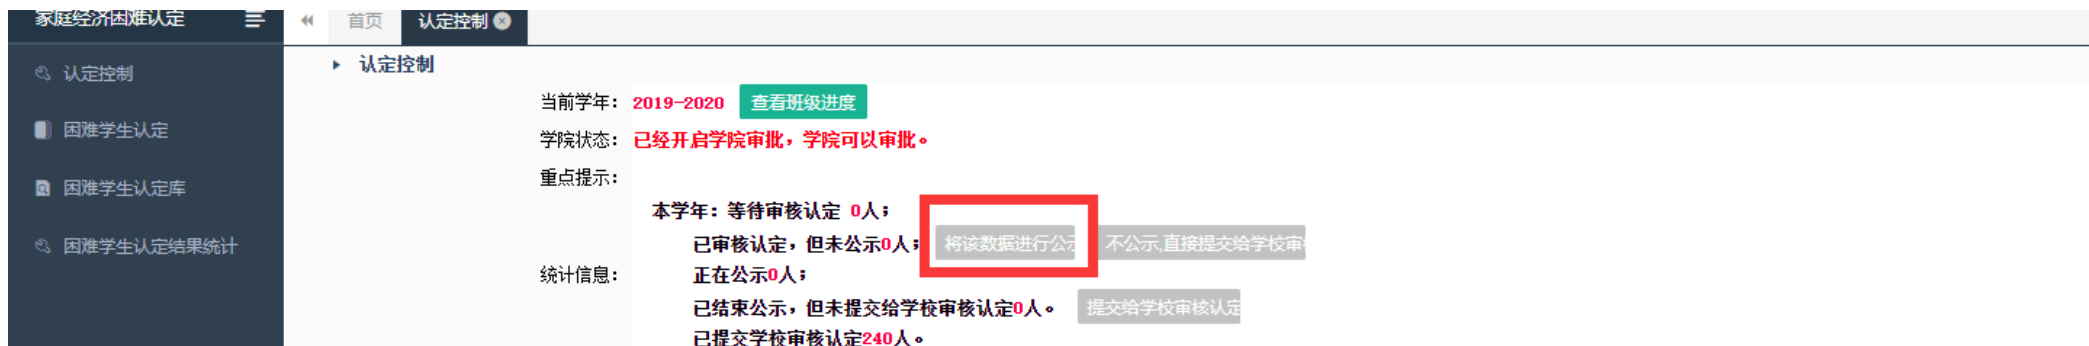 家庭经济困难认定
首页 认定控制
认定控制
困难学生认定
困难学生认定库
困难学生认定结果统计
认定控制
当前学年： 2019-2020 查看班级进度
学院状态： 已经开启学院审批，学院可以审批。
重点提示：
统计信息：
本学年：等待审核认定 0人；
已审核认定，但未公示0人； 将该数据进行公示 不公示,直接提交给学校审核
正在公示0人；
已结束公示，但未提交给学校审核认定0人。 提交给学校审核认定
已提交学校审核认定240人。